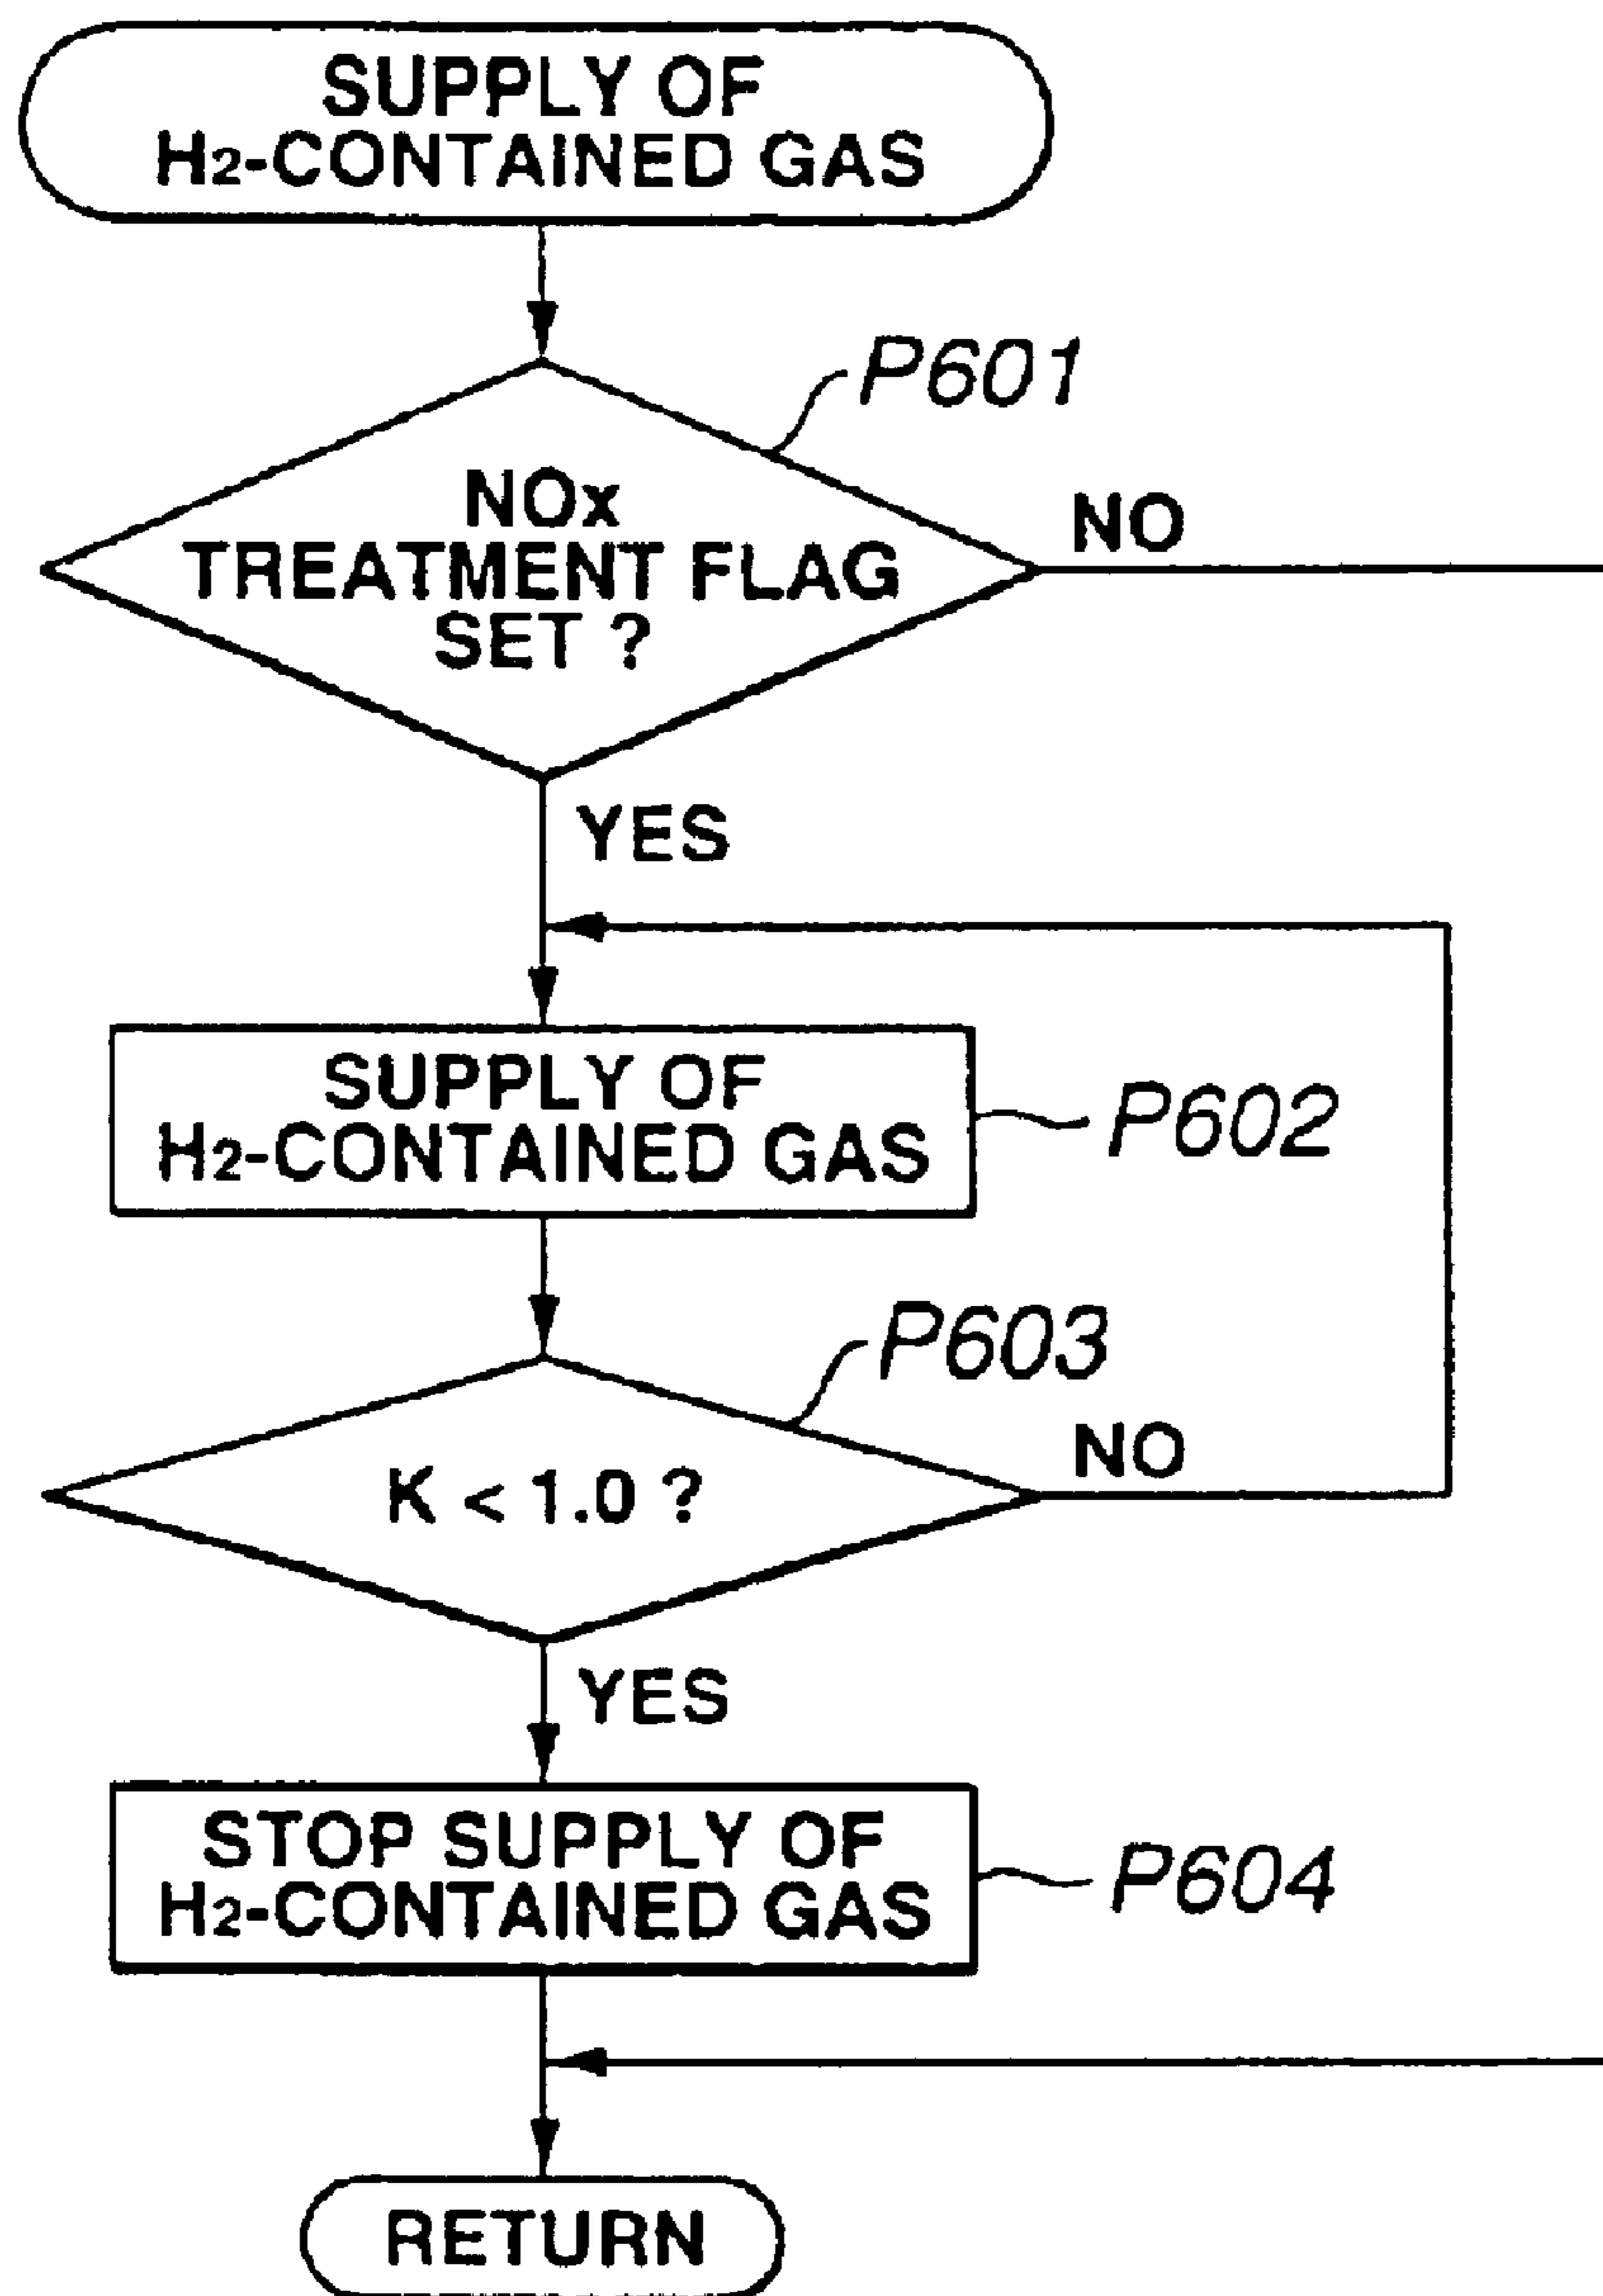 SUPPLY OF
H2-CONTAINED GAS
P601
NOx
TREATMENT FLAG
SET ?
NO
YES
SUPPLY OF
H2-CONTAINED GAS
P602
P603
K < 1.0 ?
NO
YES
STOP SUPPLY OF
H2-CONTAINED GAS
P604
RETURN